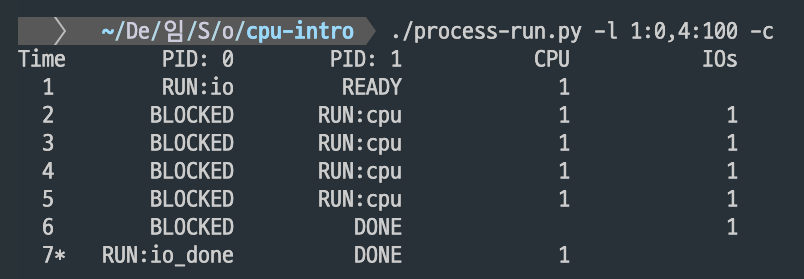 ~/De/임/S/o/cpu-intro ./process-run.py -l 1:0,4:100 -c
Time PID: 0 PID: 1 CPU IOs
1 RUN:io READY 1
2 BLOCKED RUN:cpu 1 1
3 BLOCKED RUN:cpu 1 1
4 BLOCKED RUN:cpu 1 1
5 BLOCKED RUN:cpu 1 1
6 BLOCKED DONE 1
7* RUN:io_done DONE 1